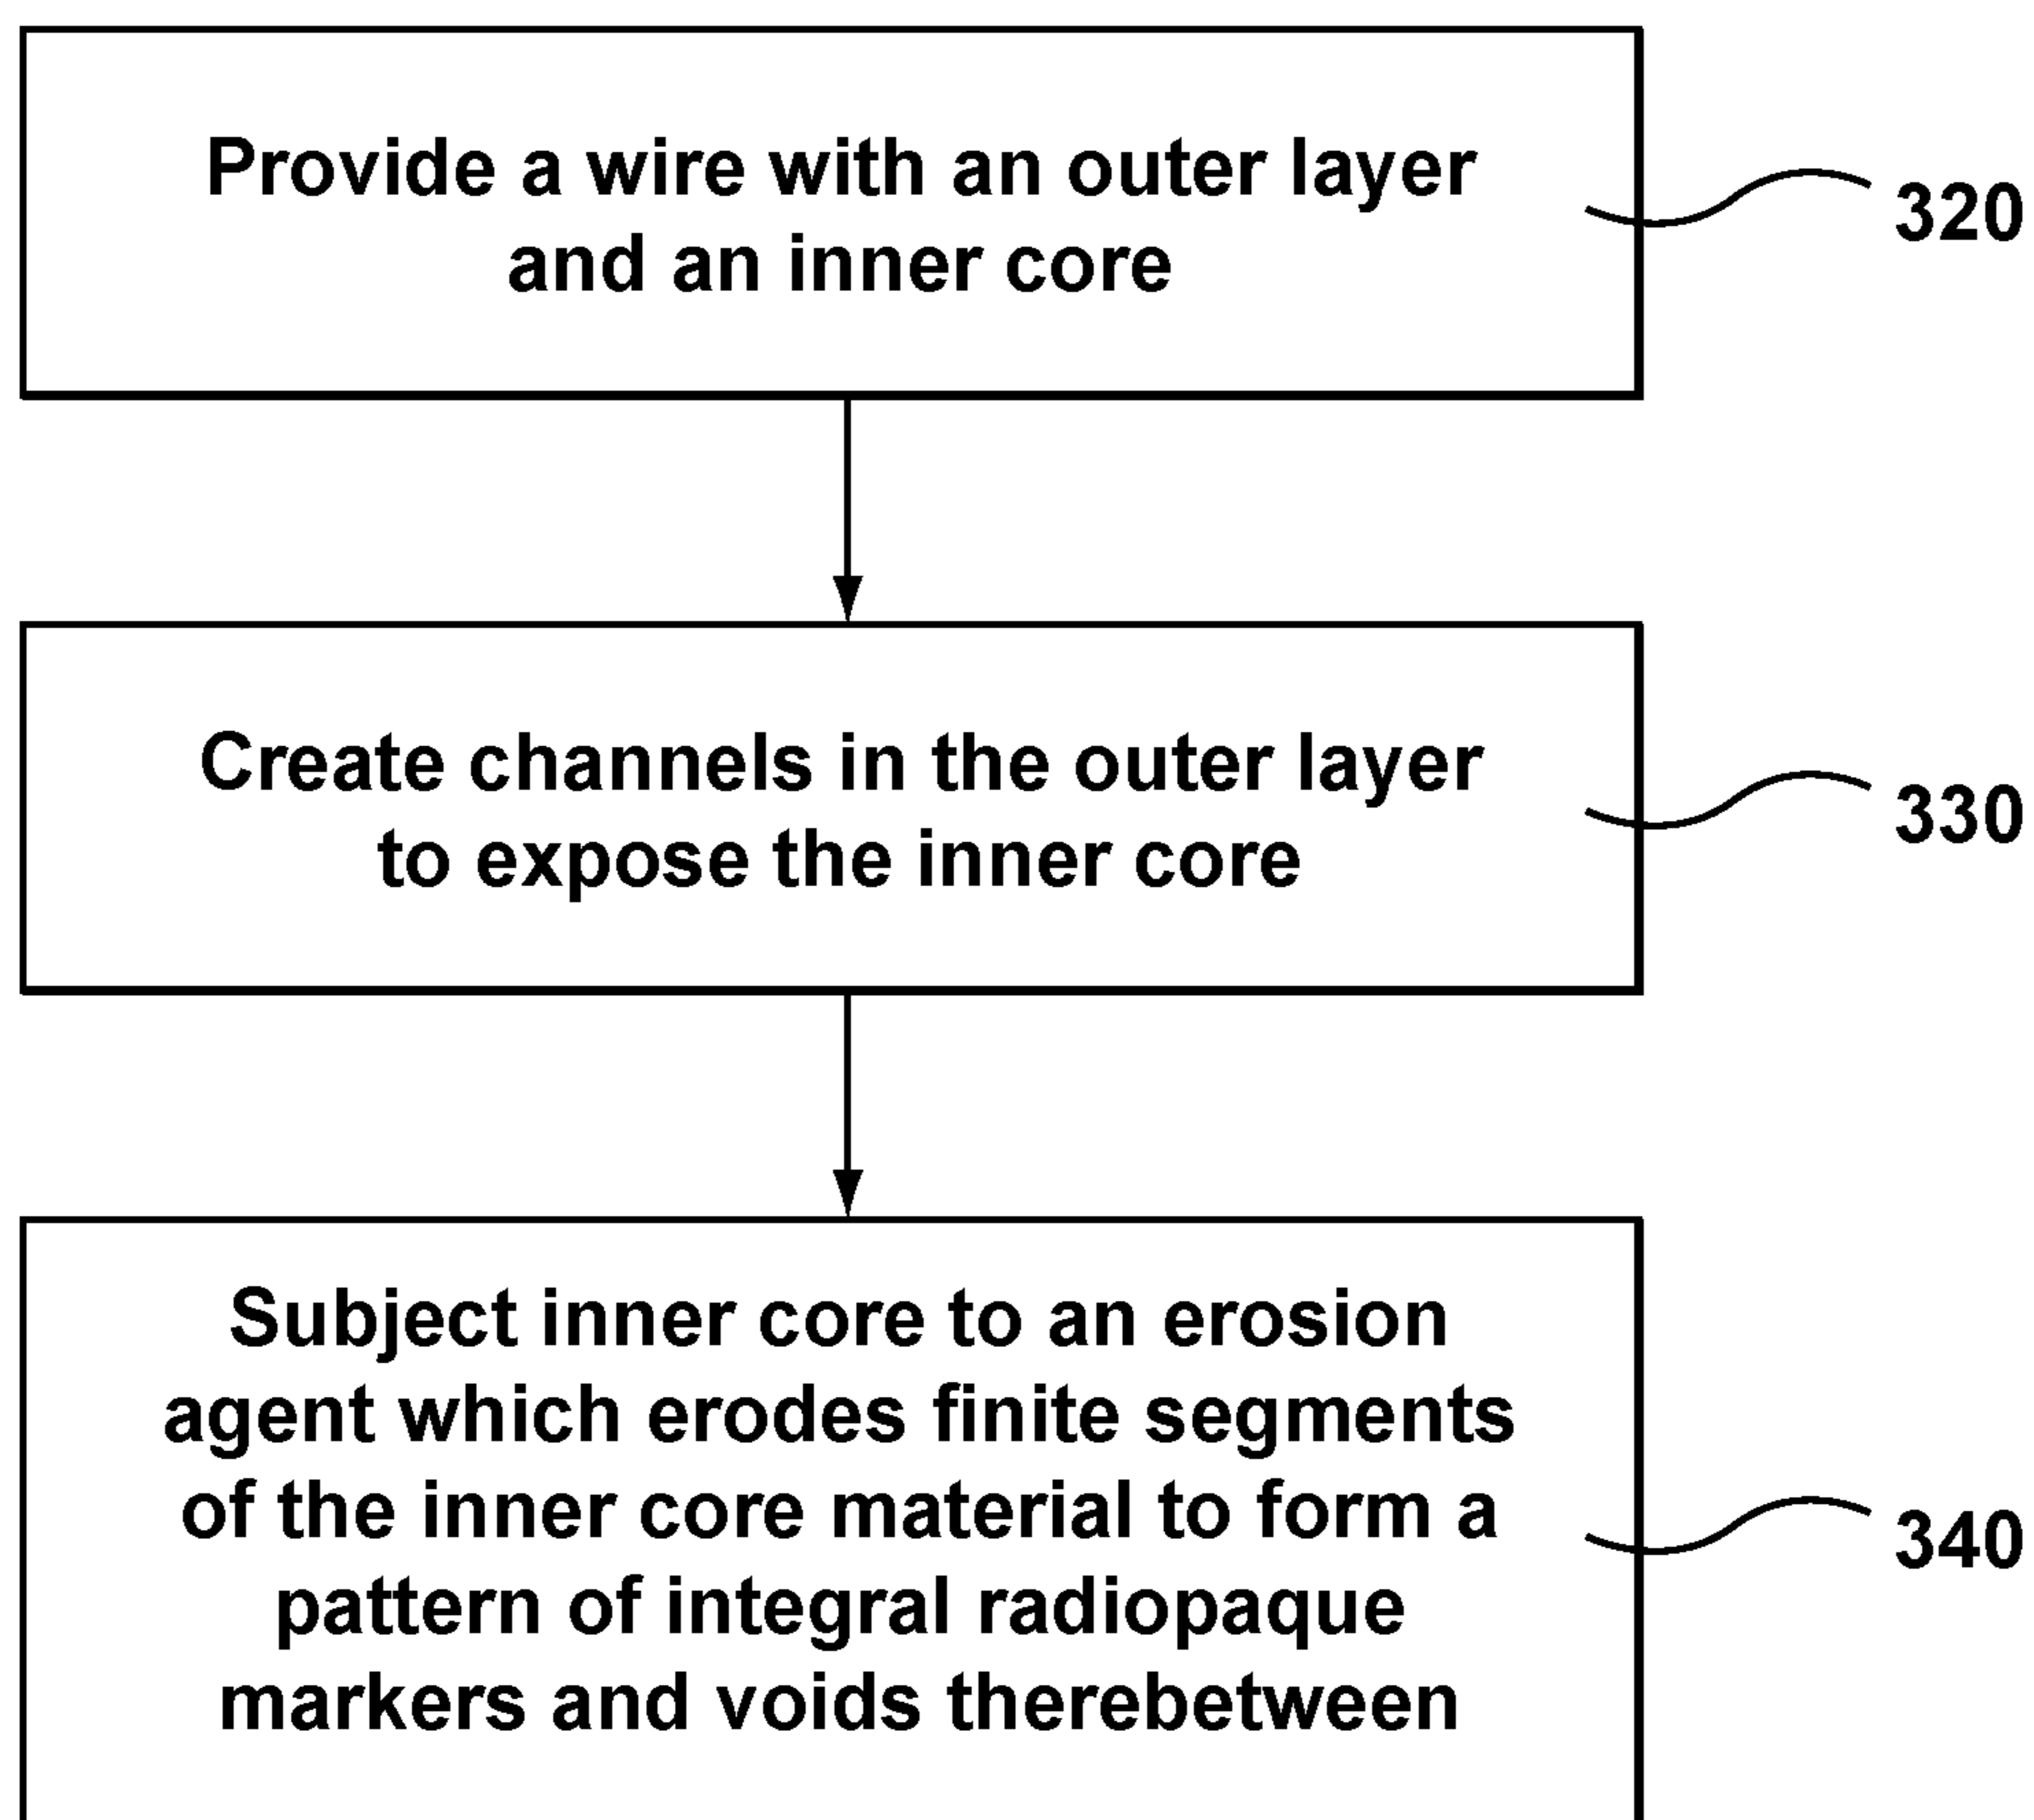 Provide a wire with an outer layer
and an inner core
320
Create channels in the outer layer
to expose the inner core
330
Subject inner core to an erosion
agent which erodes finite segments
of the inner core material to form a
pattern of integral radiopaque
markers and voids therebetween
340